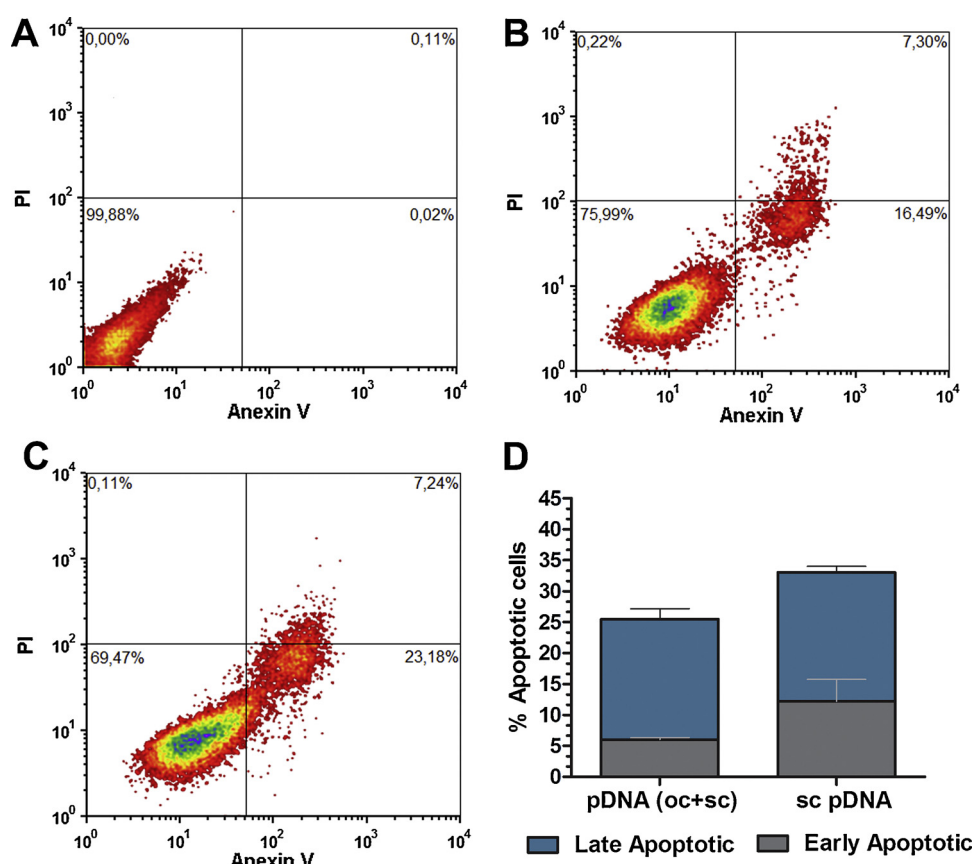 A
10⁴
0,00%
0,11%
10³
PI
10²
99,88%
0,02%
10¹
10⁰
10⁰ 10¹ 10² 10³ 10⁴
Anexin V
B
10⁴
0,22%
7,30%
10³
PI
10²
75,99%
16,49%
10¹
10⁰
10⁰ 10¹ 10² 10³ 10⁴
Anexin V
C
10⁴
0,11%
7,24%
10³
PI
10²
69,47%
23,18%
10¹
10⁰
10⁰ 10¹ 10² 10³ 10⁴
Anexin V
D
% Apoptotic cells
45
40
35
30
25
20
15
10
5
0
pDNA (oc+sc) sc pDNA
Late Apoptotic Early Apoptotic